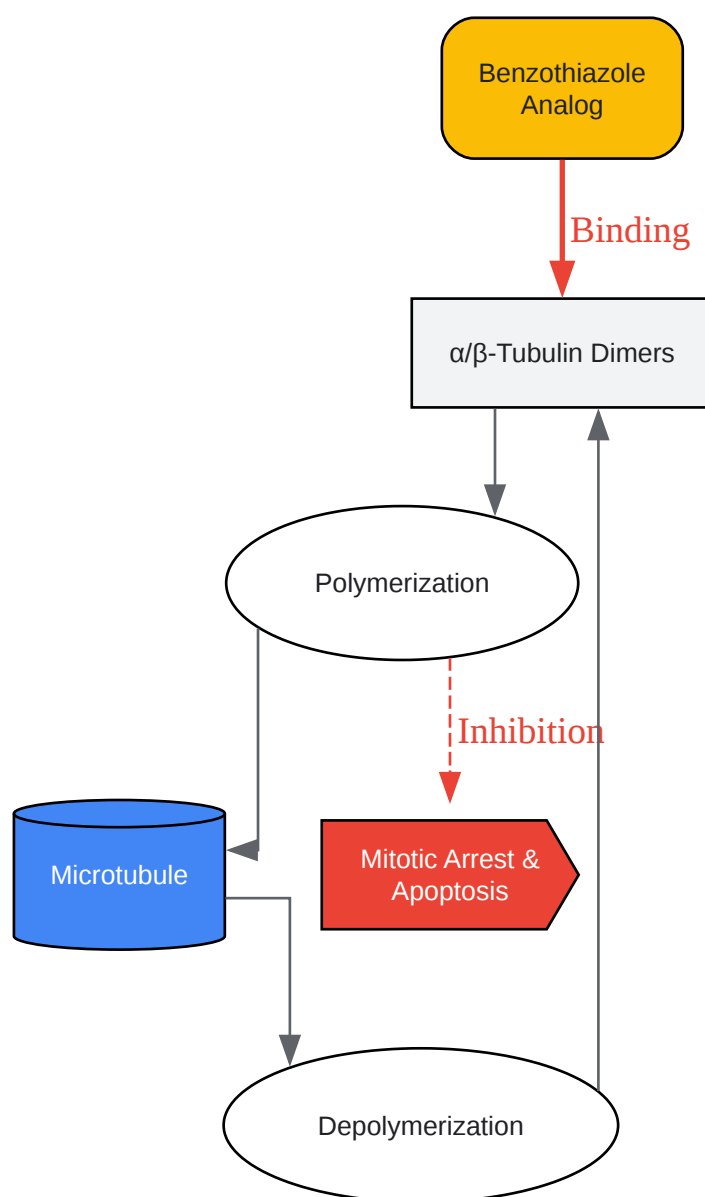 Benzothiazole
Analog
Binding
α/β-Tubulin Dimers
Polymerization
Inhibition
Microtubule
Mitotic Arrest &
Apoptosis
Depolymerization